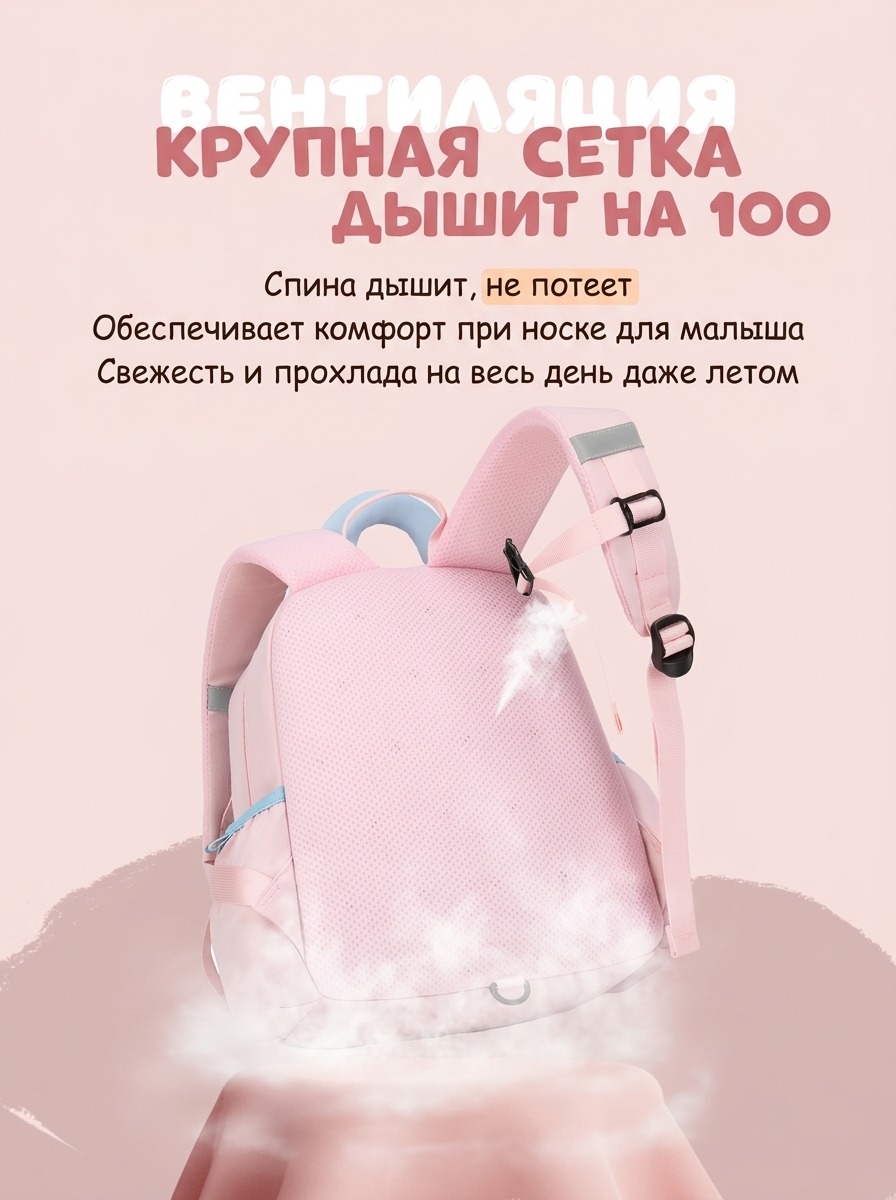 ВЕНТИЛЯЦИЯ
КРУПНАЯ СЕТКА
ДЫШИТ НА 100
Спина дышит, не потеет
Обеспечивает комфорт при носке для малыша
Свежесть и прохлада на весь день даже летом